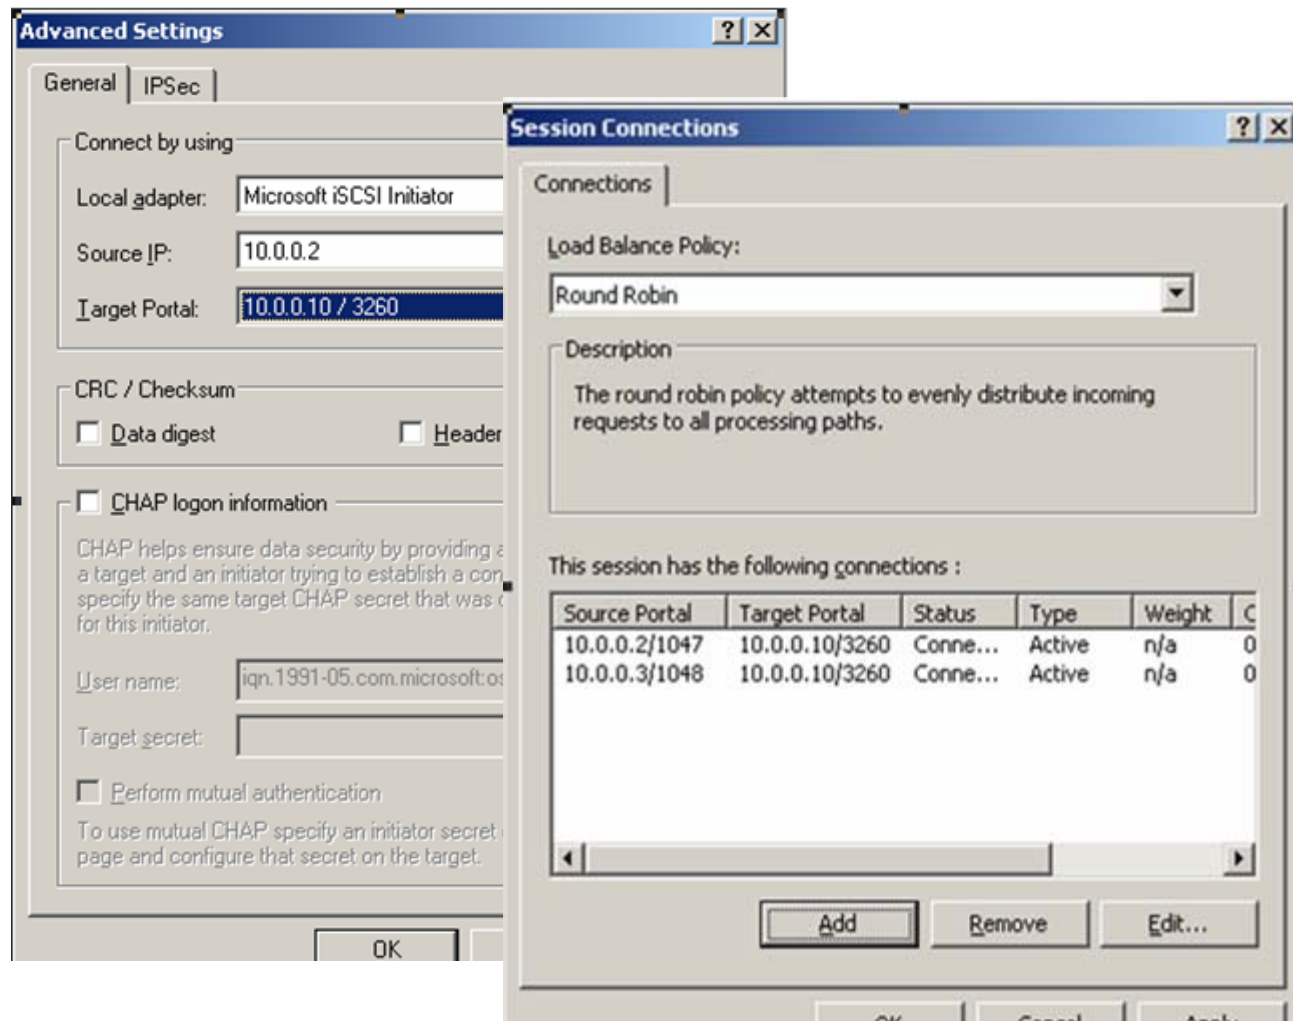 Advanced Settings
General
IPSec
Connect by using
Local adapter: Microsoft iSCSI Initiator
Source IP: 10.0.0.2
Target Portal: 10.0.0.10 / 3260
CRC / Checksum
Data digest
Header
CHAP logon information
CHAP helps ensure data security by providing
a target and an initiator trying to establish a
specify the same target CHAP secret that was
for this initiator.
User name: iqn.1991-05.com.microsoft:os
Target secret:
Perform mutual authentication
To use mutual CHAP specify an initiator secret
page and configure that secret on the target.
OK
Session Connections
Connections
Load Balance Policy:
Round Robin
Description
The round robin policy attempts to evenly distribute incoming
requests to all processing paths.
This session has the following connections :
Source Portal Target Portal Status Type Weight C
10.0.0.2/1047 10.0.0.10/3260 Conne... Active n/a 0
10.0.0.3/1048 10.0.0.10/3260 Conne... Active n/a 0
Add Remove Edit...